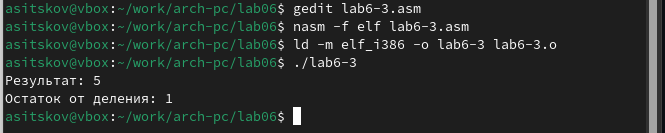 asitskov@vbox:~/work/arch-pc/lab06$ gedit lab6-3.asm
asitskov@vbox:~/work/arch-pc/lab06$ nasm -f elf lab6-3.asm
asitskov@vbox:~/work/arch-pc/lab06$ ld -m elf_i386 -o lab6-3 lab6-3.o
asitskov@vbox:~/work/arch-pc/lab06$ ./lab6-3
Результат: 5
Остаток от деления: 1
asitskov@vbox:~/work/arch-pc/lab06$